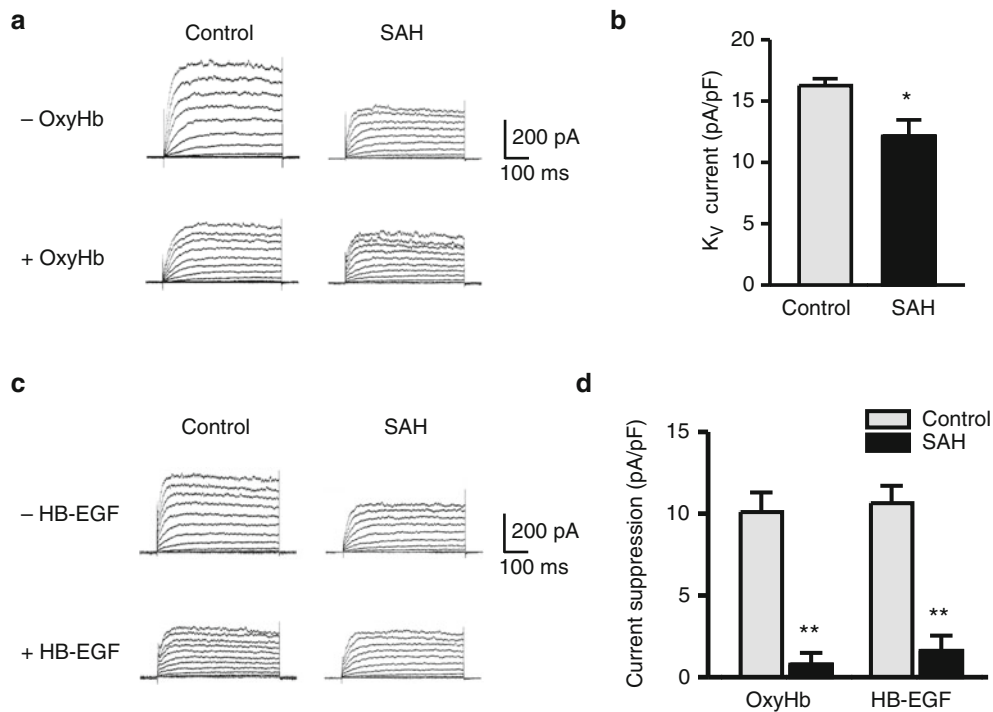 a
Control SAH
– OxyHb
200 pA
100 ms
+ OxyHb
b
20
15
10
5
0
K_V current (pA/pF)
*
Control SAH
c
Control SAH
– HB-EGF
200 pA
100 ms
+ HB-EGF
d
Control
SAH
15
10
5
0
Current suppression (pA/pF)
**
**
OxyHb HB-EGF